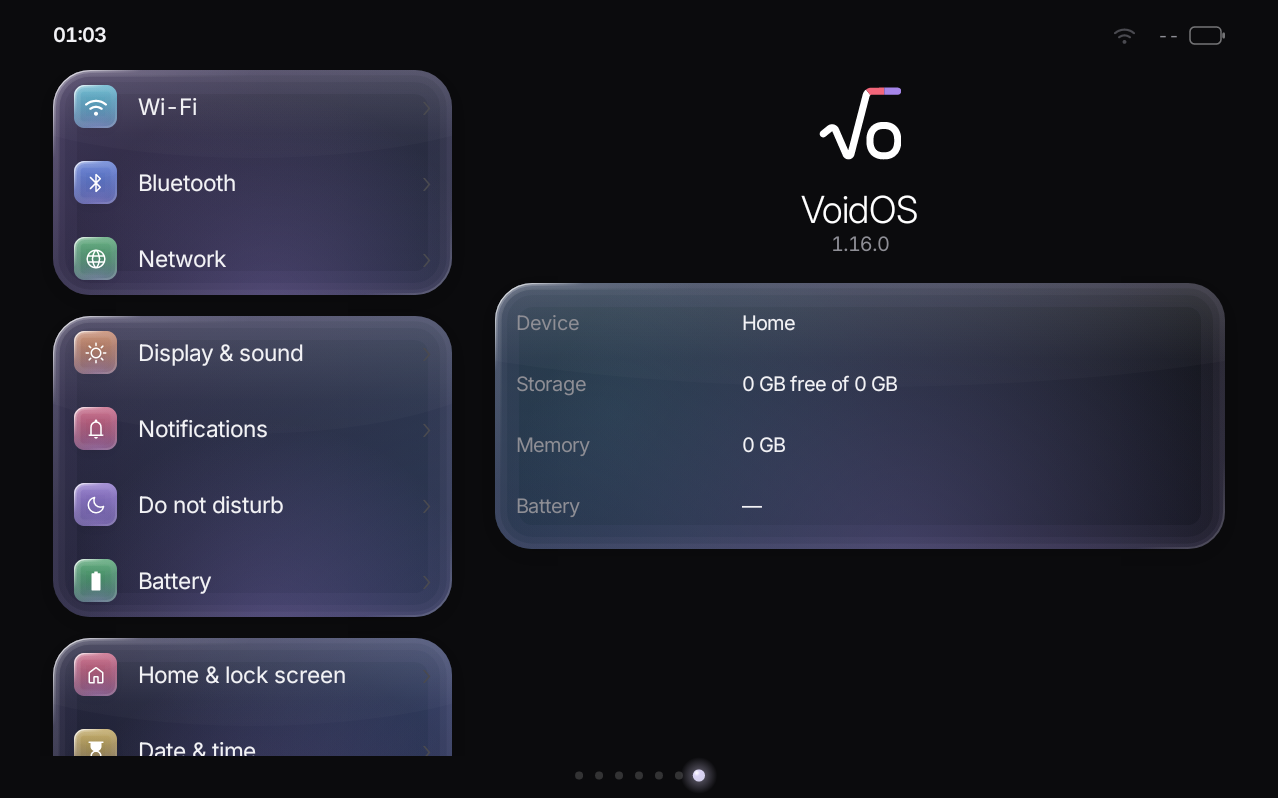 01:03
--
Wi-Fi
Bluetooth
Network
Display & sound
Notifications
Do not disturb
Battery
Home & lock screen
Date & time
√o
VoidOS
1.16.0
Device Home
Storage 0 GB free of 0 GB
Memory 0 GB
Battery —